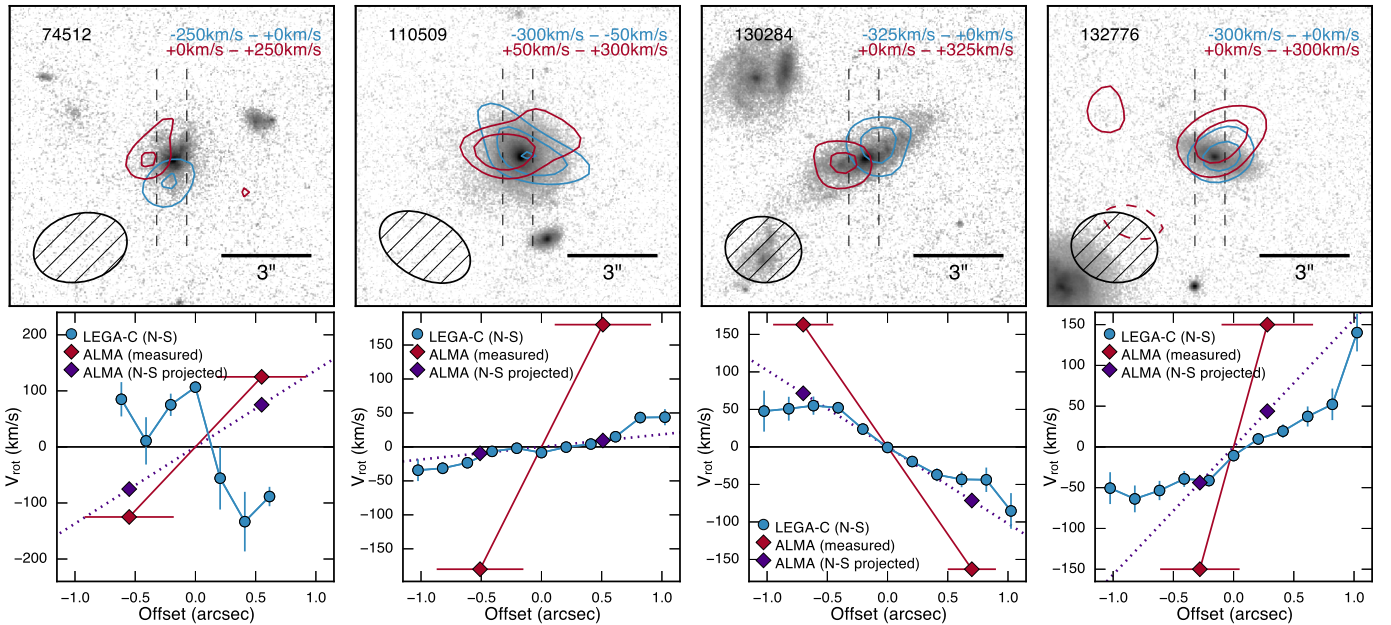 74512
-250km/s – +0km/s
+0km/s – +250km/s
3"
110509
-300km/s – -50km/s
+50km/s – +300km/s
3"
130284
-325km/s – +0km/s
+0km/s – +325km/s
3"
132776
-300km/s – +0km/s
+0km/s – +300km/s
3"
LEGA-C (N-S)
ALMA (measured)
ALMA (N-S projected)
200
100
0
−100
−200
Vrot (km/s)
−1.0 −0.5 0.0 0.5 1.0
Offset (arcsec)
LEGA-C (N-S)
ALMA (measured)
ALMA (N-S projected)
150
100
50
0
−50
−100
−150
Vrot (km/s)
−1.0 −0.5 0.0 0.5 1.0
Offset (arcsec)
150
100
50
0
−50
−100
−150
Vrot (km/s)
LEGA-C (N-S)
ALMA (measured)
ALMA (N-S projected)
−1.0 −0.5 0.0 0.5 1.0
Offset (arcsec)
LEGA-C (N-S)
ALMA (measured)
ALMA (N-S projected)
150
100
50
0
−50
−100
−150
Vrot (km/s)
−1.0 −0.5 0.0 0.5 1.0
Offset (arcsec)